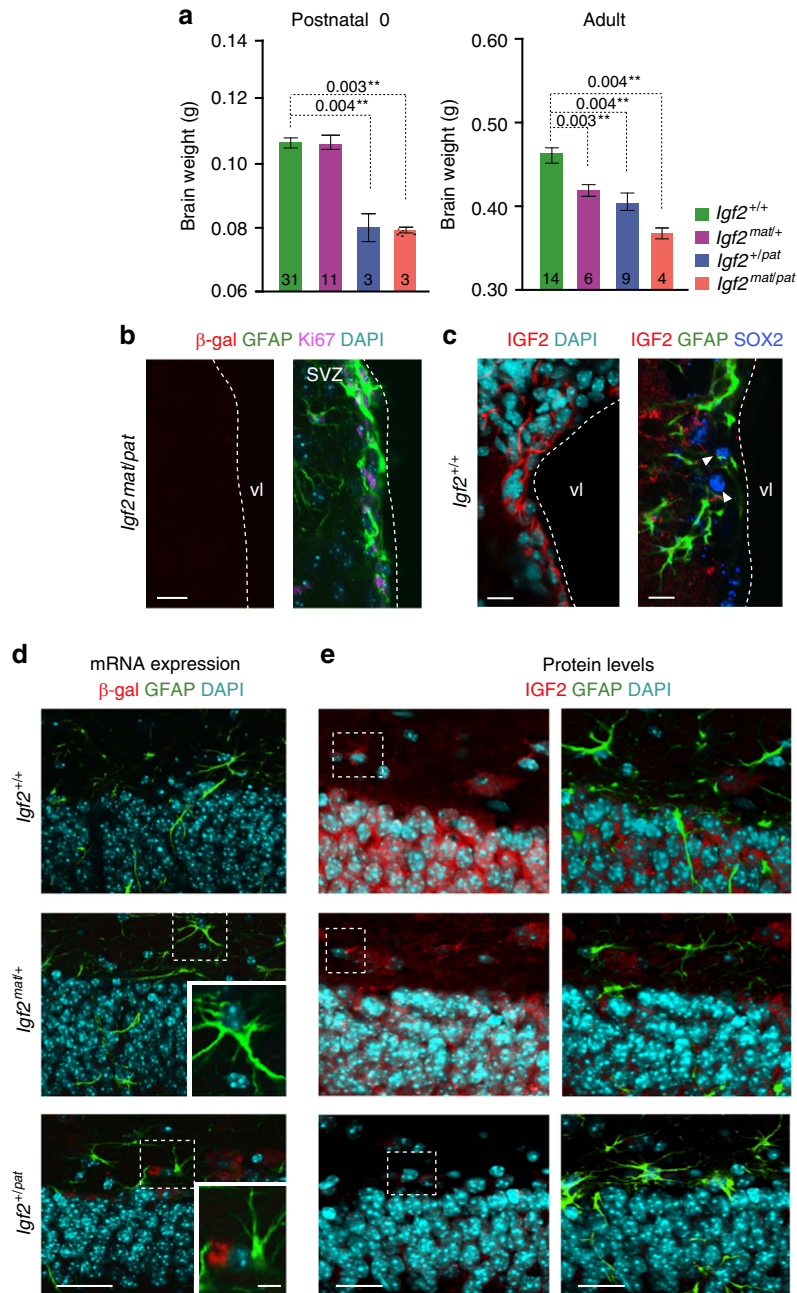 a
Postnatal 0
Adult
Brain weight (g)
0.14
0.12
0.10
0.08
0.06
0.003**
0.004**
31
11
3
3
Brain weight (g)
0.60
0.50
0.40
0.30
0.004**
0.004**
0.003**
14
6
9
4
Igf2+/+
Igf2mat/+
Igf2+/pat
Igf2mat/pat
b
β-gal GFAP Ki67 DAPI
Igf2mat/pat
vl
SVZ
vl
c
IGF2 DAPI
IGF2 GFAP SOX2
Igf2+/+
vl
vl
d
mRNA expression
β-gal GFAP DAPI
e
Protein levels
IGF2 GFAP DAPI
Igf2+/+
Igf2mat/+
Igf2+/pat